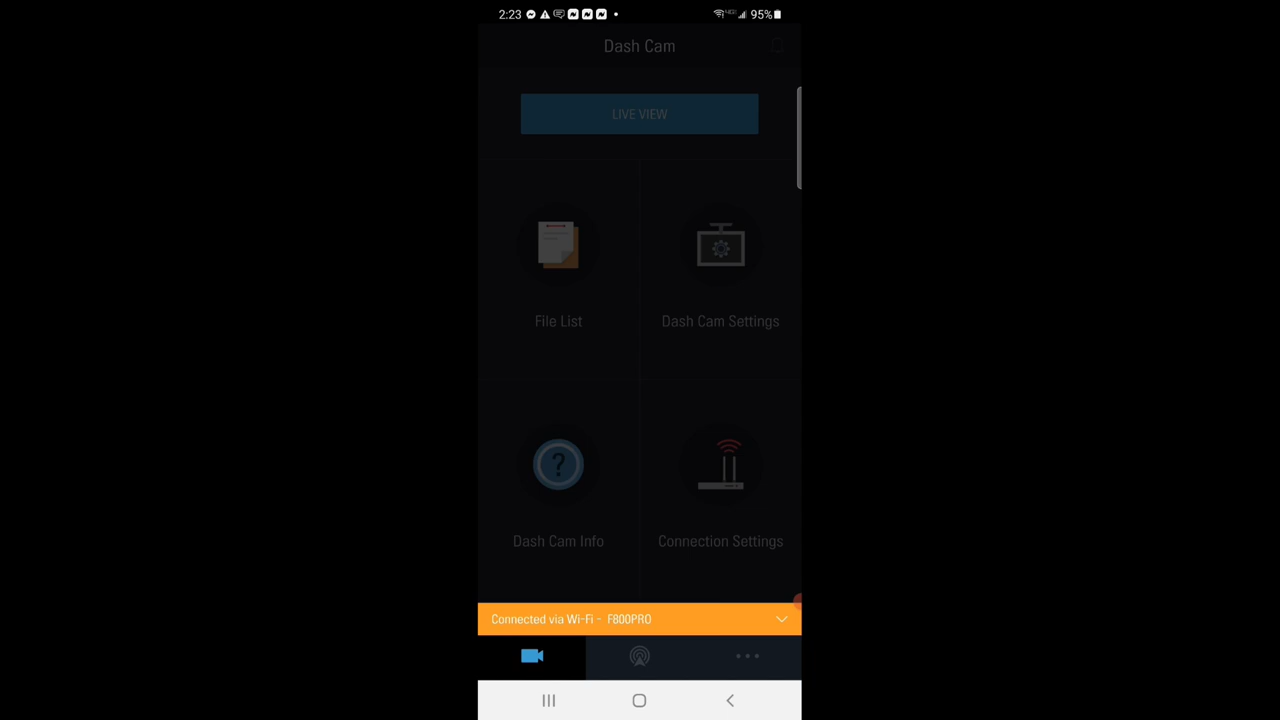 2:23 95%
Dash Cam
LIVE VIEW
File List
Dash Cam Settings
?
Dash Cam Info
Connection Settings
Connected via Wi-Fi - F800PRO